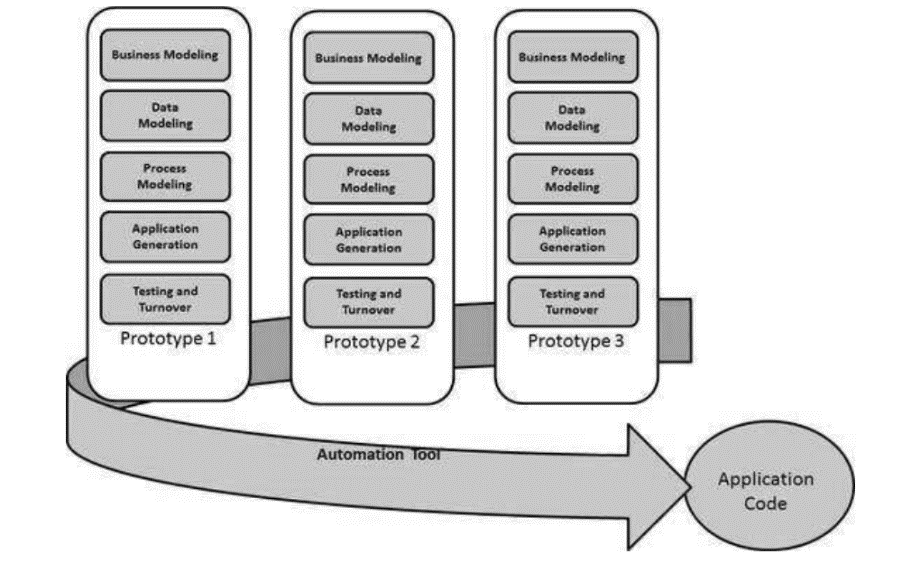 Business Modeling
Data
Modeling
Process
Modeling
Application
Generation
Testing and
Turnover
Prototype 1
Business Modeling
Data
Modeling
Process
Modeling
Application
Generation
Testing and
Turnover
Prototype 2
Business Modeling
Data
Modeling
Process
Modeling
Application
Generation
Testing and
Turnover
Prototype 3
Automation Tool
Application
Code